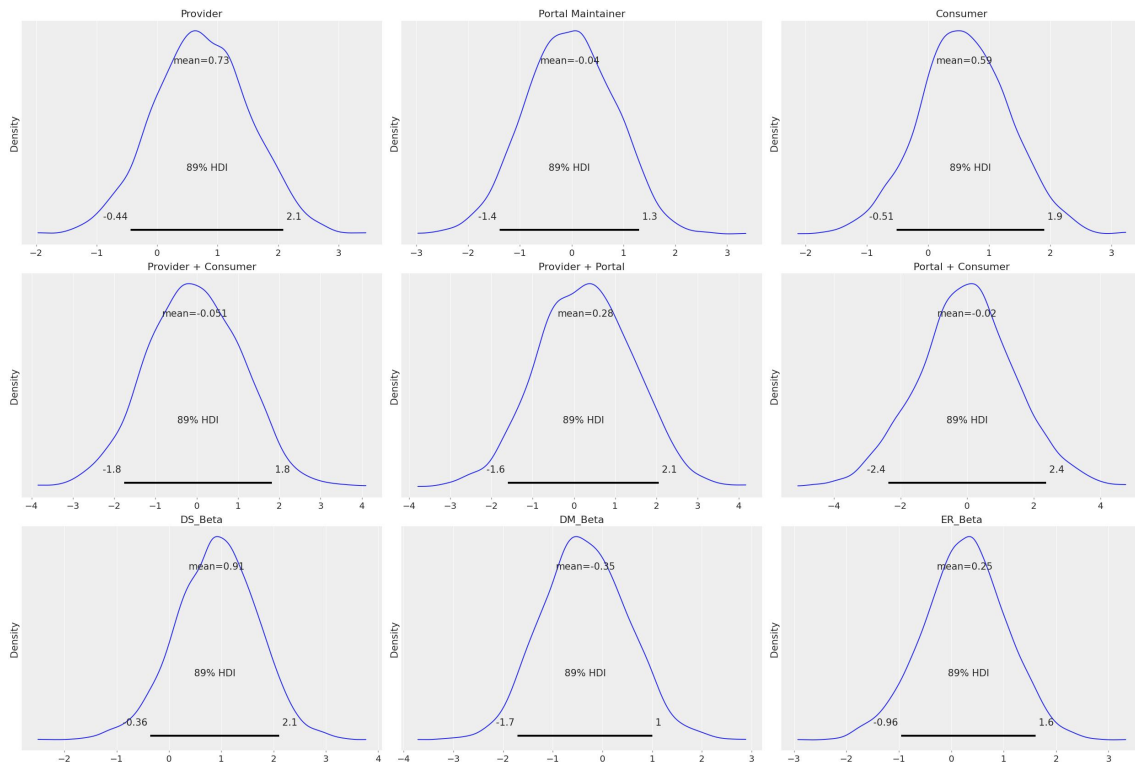 Provider
Density
mean=0.73
89% HDI
-0.44
2.1
−2 −1 0 1 2 3
Portal Maintainer
Density
mean=-0.04
89% HDI
-1.4
1.3
−3 −2 −1 0 1 2 3
Consumer
Density
mean=0.59
89% HDI
-0.51
1.9
−2 −1 0 1 2 3
Provider + Consumer
Density
mean=-0.051
89% HDI
-1.8
1.8
−4 −3 −2 −1 0 1 2 3 4
Provider + Portal
Density
mean=0.28
89% HDI
-1.6
2.1
−4 −3 −2 −1 0 1 2 3 4
Portal + Consumer
Density
mean=-0.02
89% HDI
-2.4
2.4
−4 −2 0 2 4
DS_Beta
Density
mean=0.91
89% HDI
-0.36
2.1
−2 −1 0 1 2 3 4
DM_Beta
Density
mean=-0.35
89% HDI
-1.7
1
−4 −3 −2 −1 0 1 2 3
ER_Beta
Density
mean=0.25
89% HDI
-0.96
1.6
−3 −2 −1 0 1 2 3